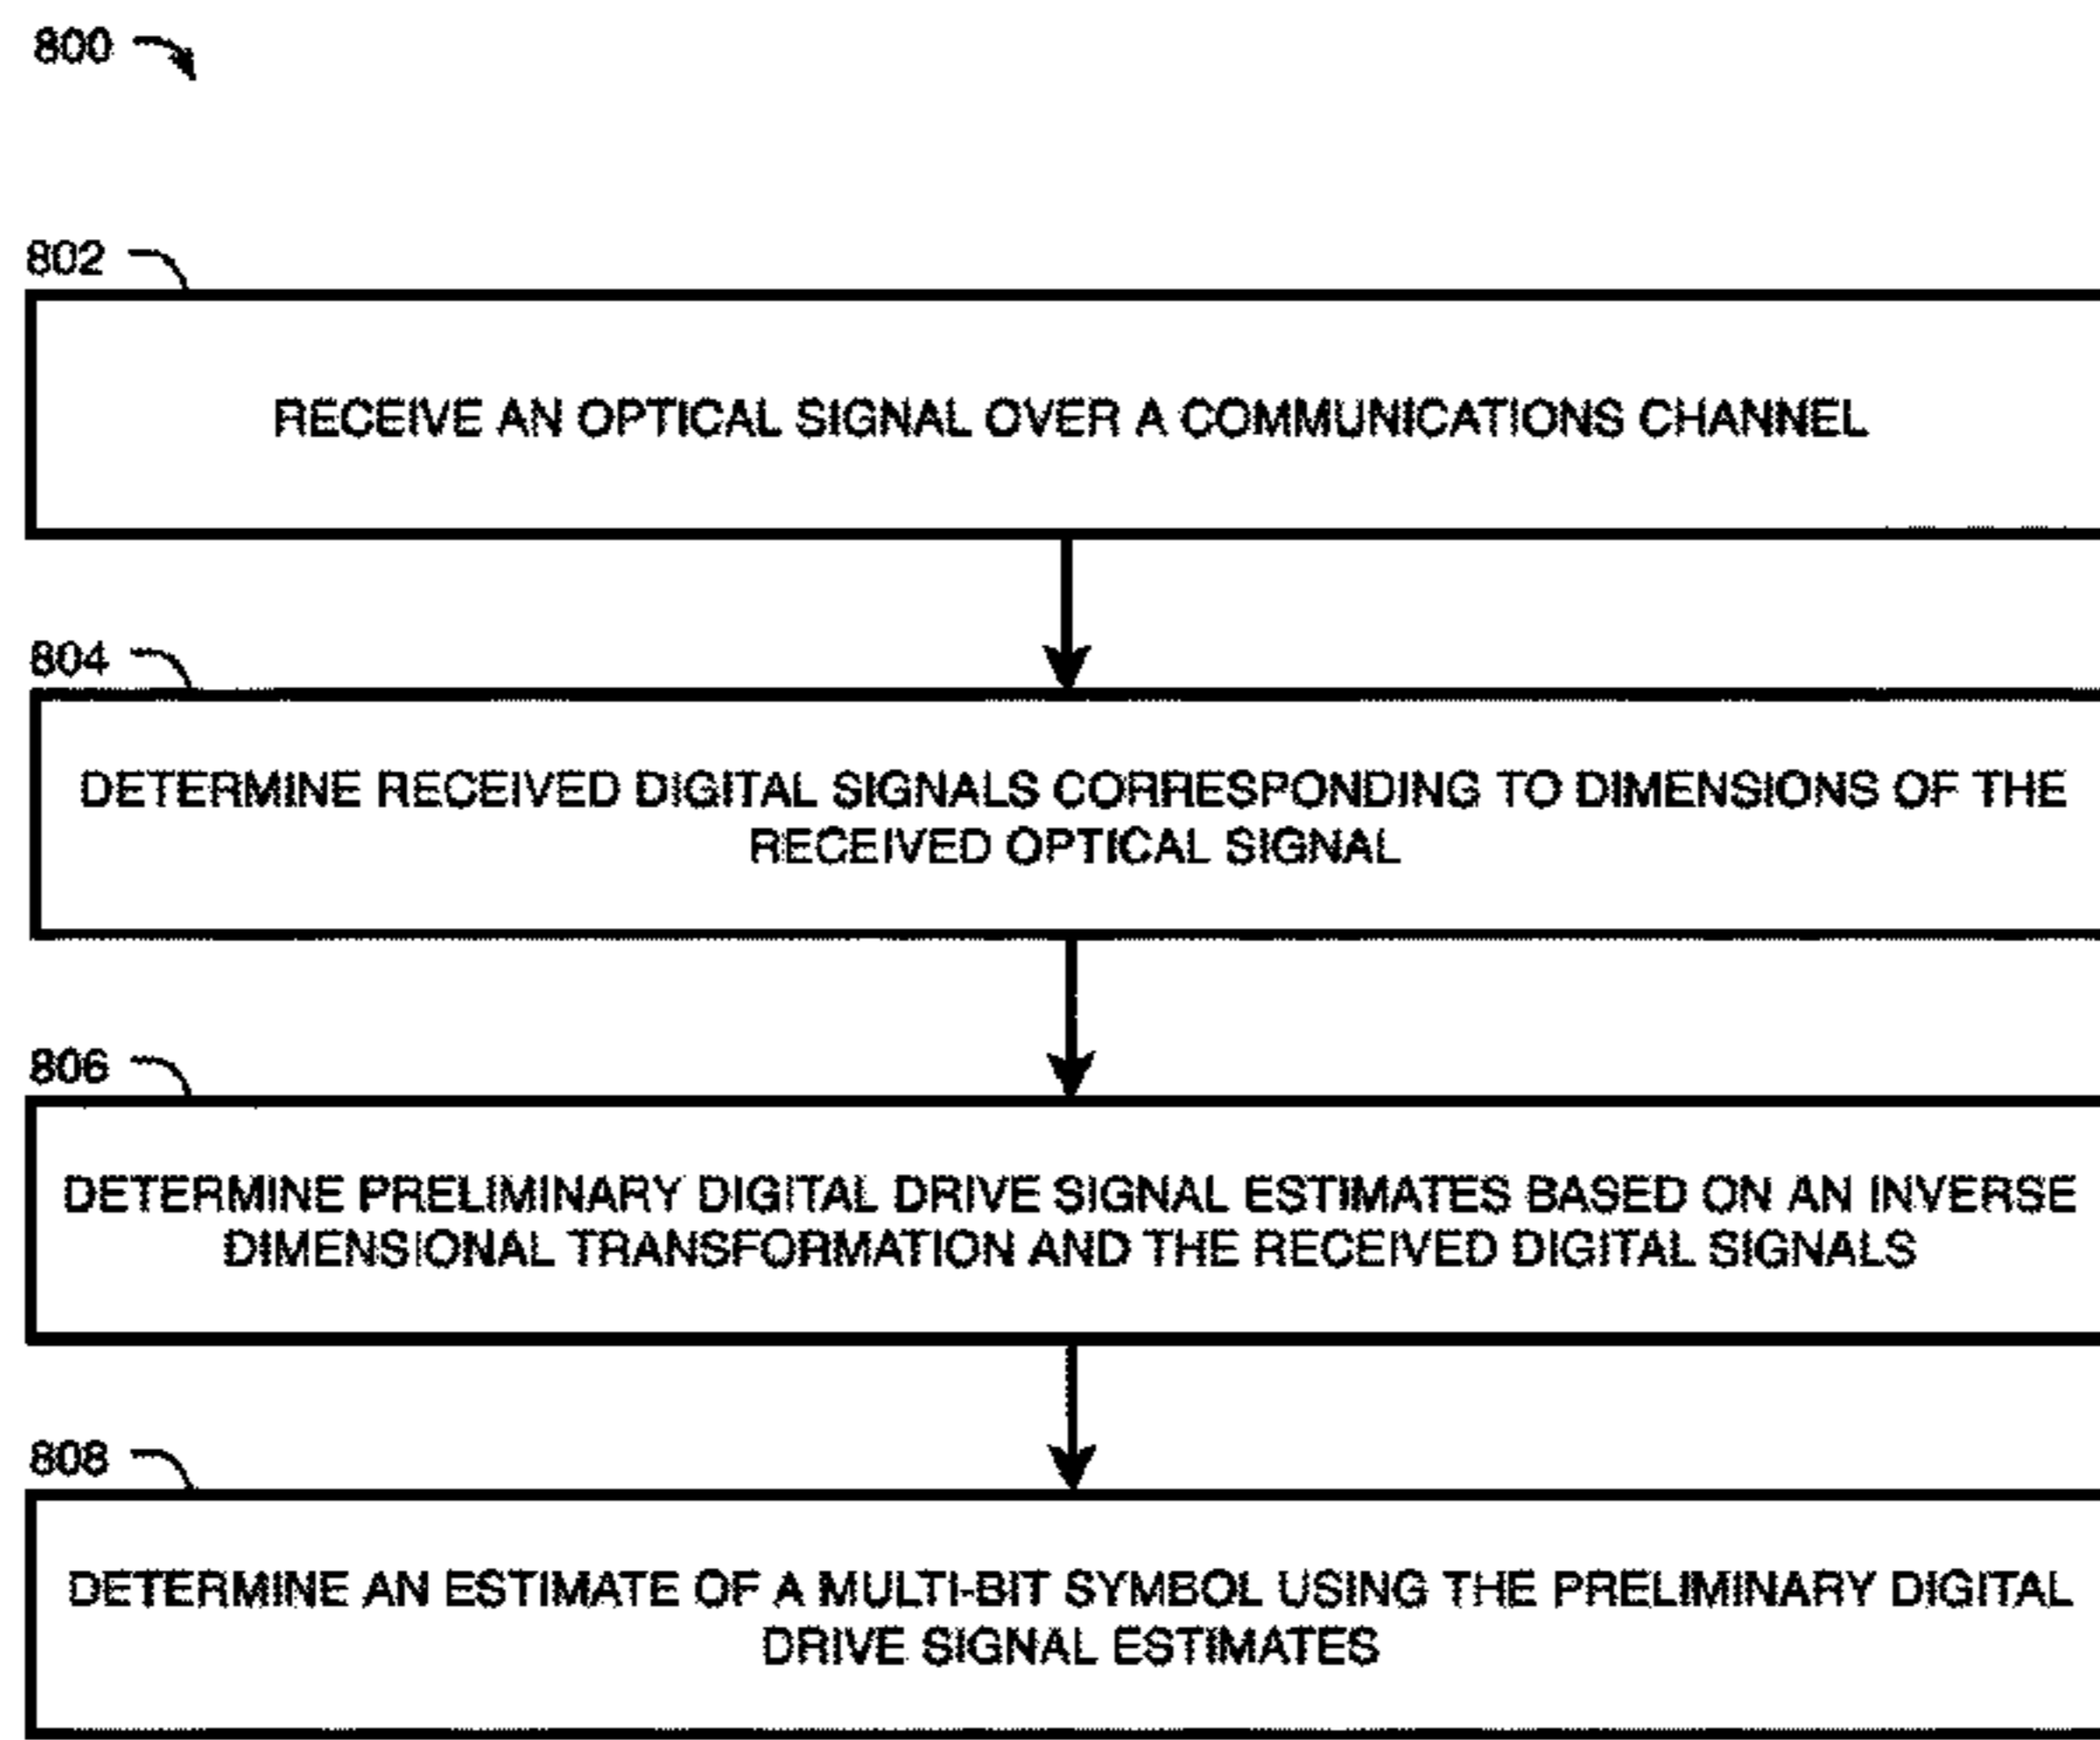 800
802
RECEIVE AN OPTICAL SIGNAL OVER A COMMUNICATIONS CHANNEL
804
DETERMINE RECEIVED DIGITAL SIGNALS CORRESPONDING TO DIMENSIONS OF THE
RECEIVED OPTICAL SIGNAL
806
DETERMINE PRELIMINARY DIGITAL DRIVE SIGNAL ESTIMATES BASED ON AN INVERSE
DIMENSIONAL TRANSFORMATION AND THE RECEIVED DIGITAL SIGNALS
808
DETERMINE AN ESTIMATE OF A MULTI-BIT SYMBOL USING THE PRELIMINARY DIGITAL
DRIVE SIGNAL ESTIMATES